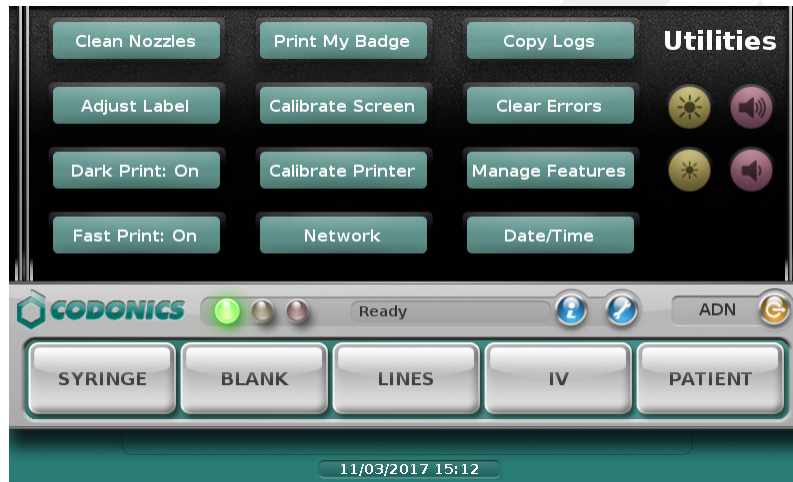 Clean Nozzles Print My Badge Copy Logs Utilities
Adjust Label Calibrate Screen Clear Errors
Dark Print: On Calibrate Printer Manage Features
Fast Print: On Network Date/Time
CODONICS Ready ADN
SYRINGE BLANK LINES IV PATIENT
11/03/2017 15:12